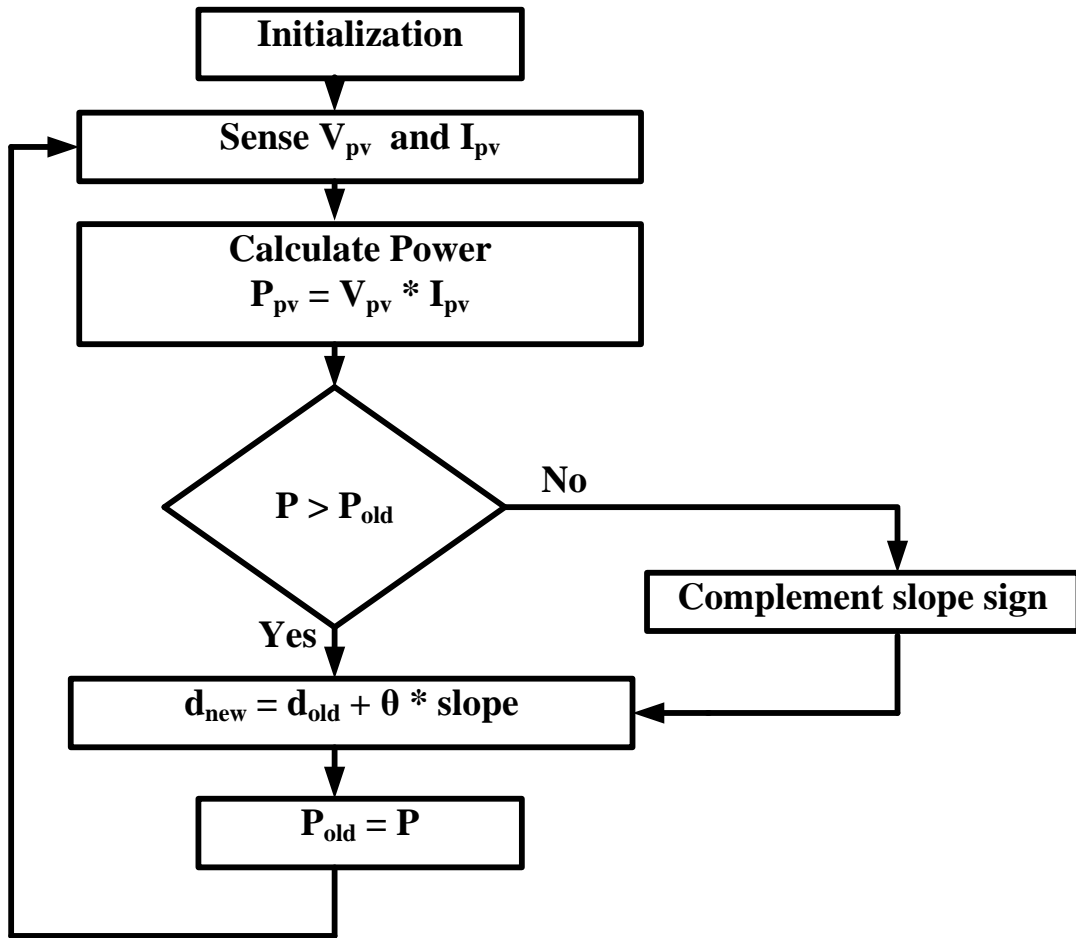 Initialization
Sense Vpv and Ipv
Calculate Power
Ppv = Vpv * Ipv
P > Pold
No
Complement slope sign
Yes
dnew = dold + θ * slope
Pold = P